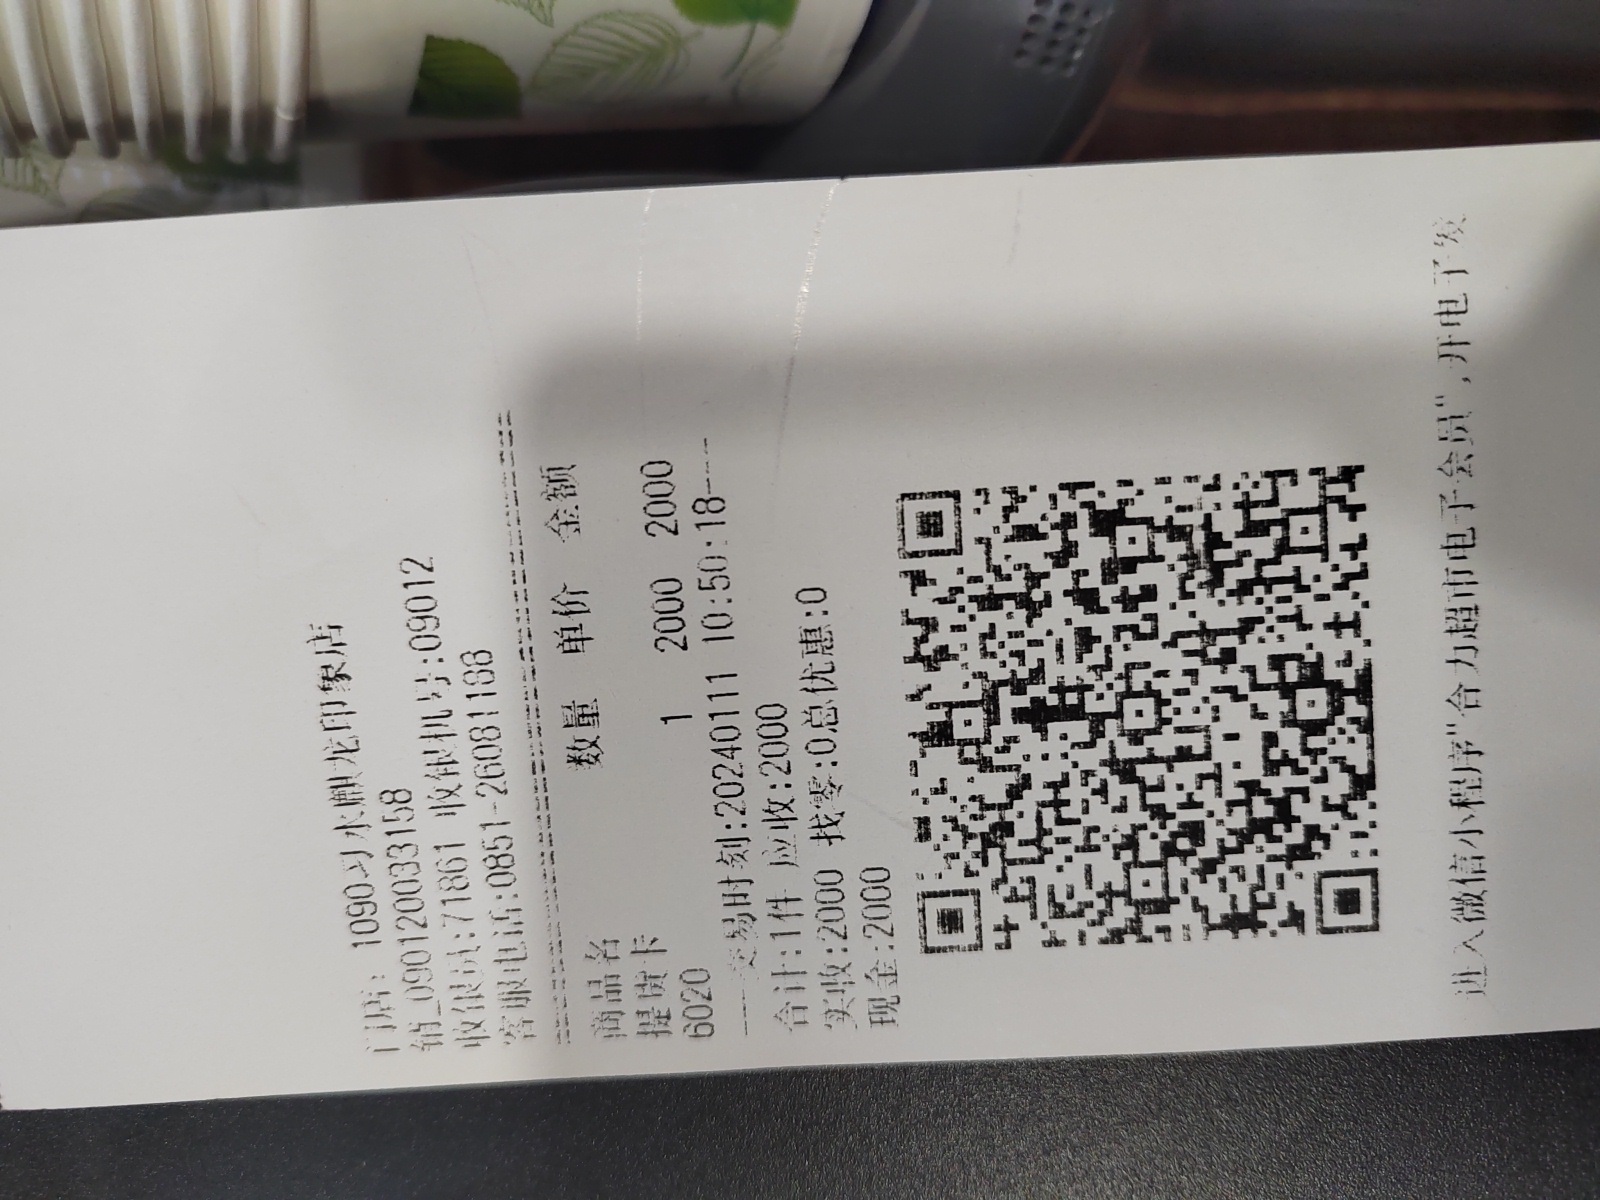 门店: 1090习水麒龙印象店
销_090120033158
收银员:71861 收银机号:09012
客服电话:0851-26081188
商品名 数量 单价 金额
提货卡
6020 1 2000 2000
----交易时刻:20240111 10:50:18----
合计:1件 应收:2000
实收:2000 找零:0总优惠:0
现金:2000
进入微信小程序"合力超市电子会员",开电子发